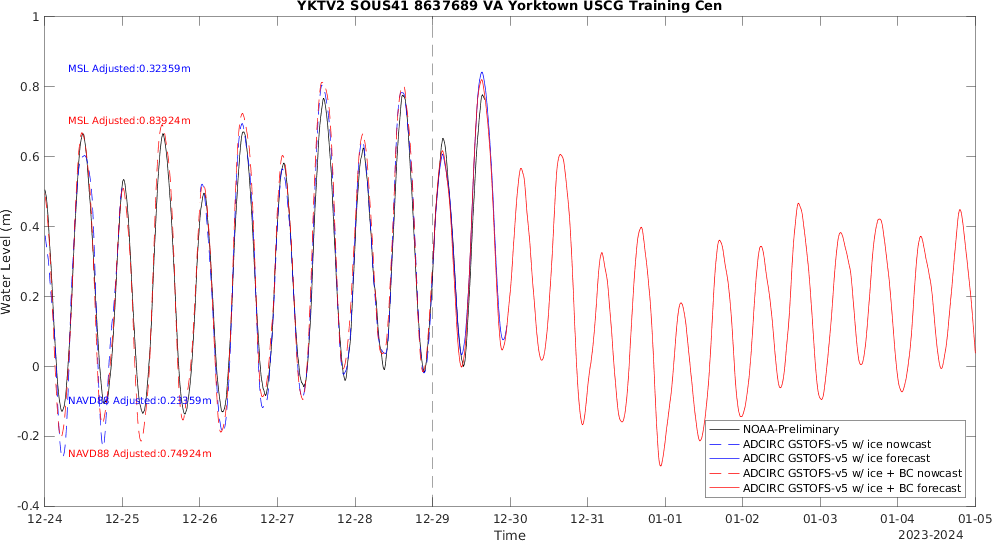 YKTV2 SOUS41 8637689 VA Yorktown USCG Training Cen
1
0.8
0.6
0.4
0.2
0
-0.2
-0.4
Water Level (m)
MSL Adjusted:0.32359m
MSL Adjusted:0.83924m
NAVD88 Adjusted:0.23359m
NAVD88 Adjusted:0.74924m
NOAA-Preliminary
ADCIRC GSTOFS-v5 w/ ice nowcast
ADCIRC GSTOFS-v5 w/ ice forecast
ADCIRC GSTOFS-v5 w/ ice + BC nowcast
ADCIRC GSTOFS-v5 w/ ice + BC forecast
12-24 12-25 12-26 12-27 12-28 12-29 12-30 12-31 01-01 01-02 01-03 01-04 01-05
Time
2023-2024